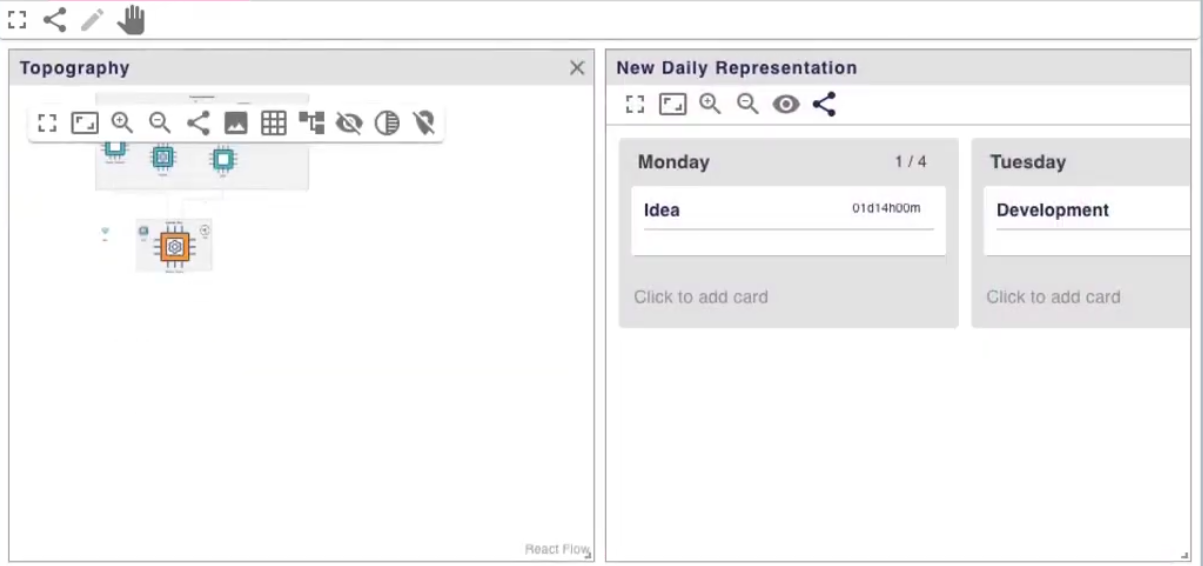 Topography
React Flow
New Daily Representation
Monday
1 / 4
Idea
01d14h00m
Click to add card
Tuesday
Development
Click to add card